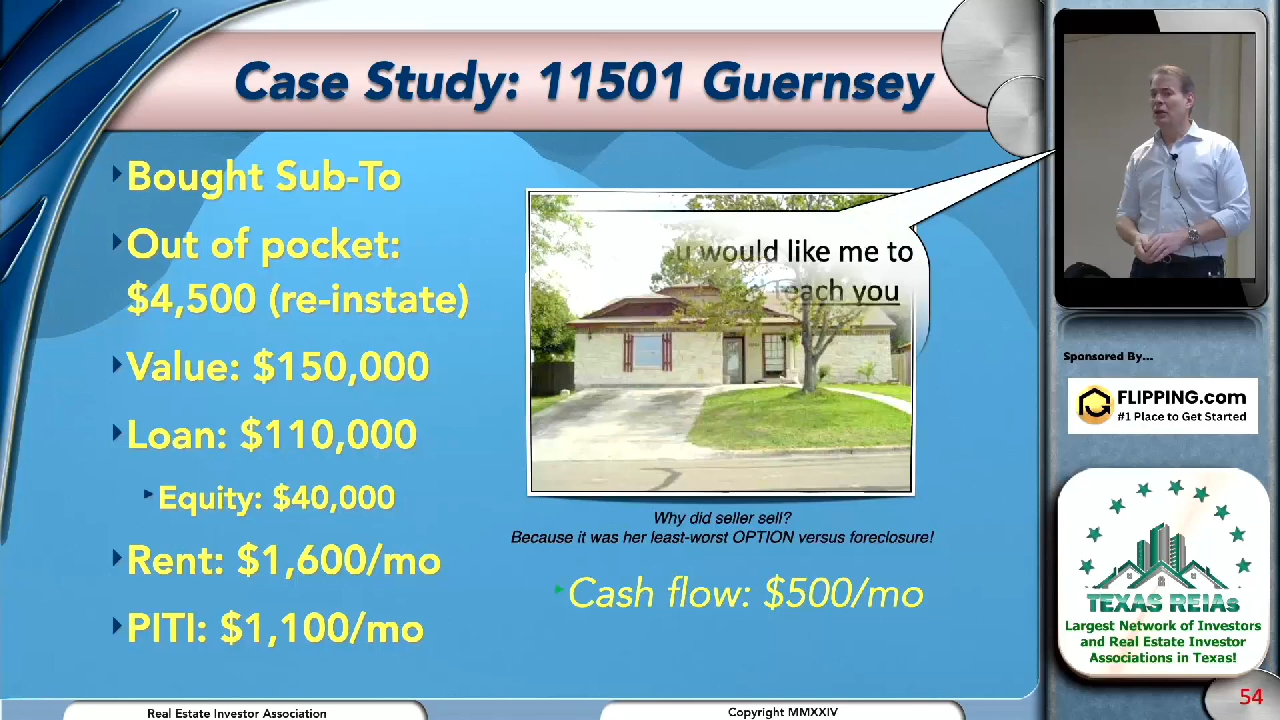 Case Study: 11501 Guernsey
Bought Sub-To
Out of pocket:
$4,500 (re-instate)
Value: $150,000
Loan: $110,000
Equity: $40,000
Rent: $1,600/mo
PITI: $1,100/mo
would like me to
teach you
Why did seller sell?
Because it was her least-worst OPTION versus foreclosure!
Cash flow: $500/mo
Sponsored By...
FLIPPING.com
#1 Place to Get Started
TEXAS REIAs
Largest Network of Investors
and Real Estate Investor
Associations in Texas!
54
Real Estate Investor Association
Copyright MMXXIV